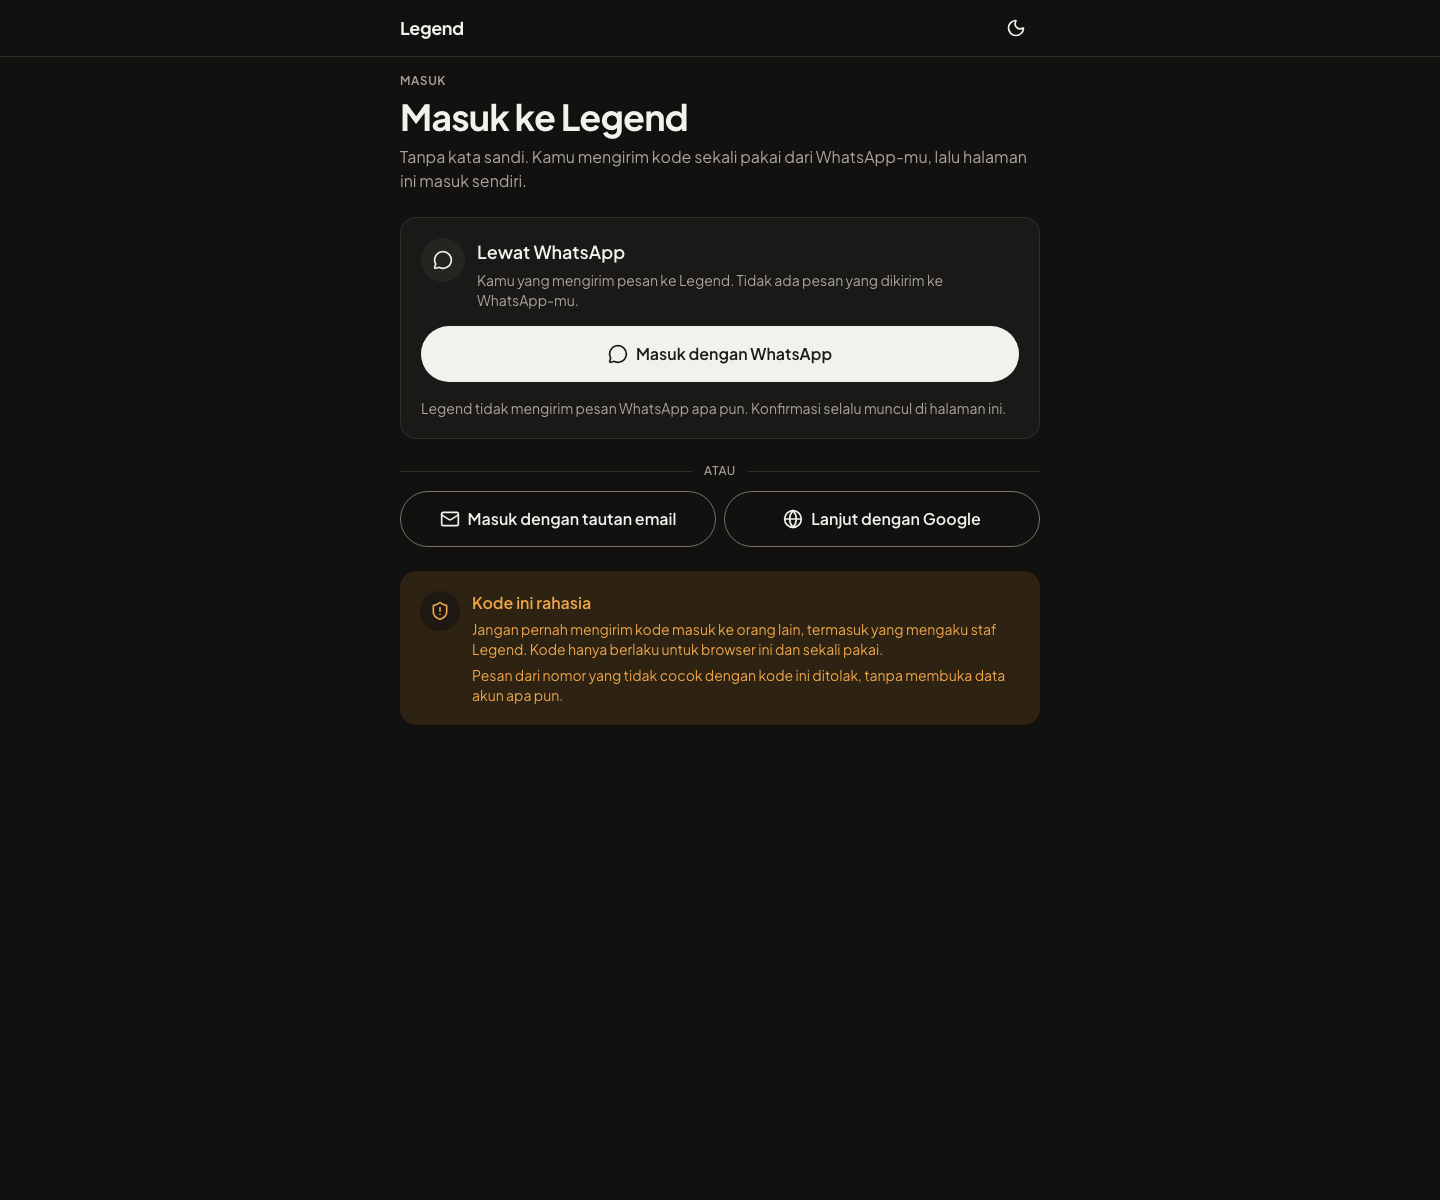 Legend
MASUK
Masuk ke Legend
Tanpa kata sandi. Kamu mengirim kode sekali pakai dari WhatsApp-mu, lalu halaman
ini masuk sendiri.
Lewat WhatsApp
Kamu yang mengirim pesan ke Legend. Tidak ada pesan yang dikirim ke
WhatsApp-mu.
Masuk dengan WhatsApp
Legend tidak mengirim pesan WhatsApp apa pun. Konfirmasi selalu muncul di halaman ini.
ATAU
Masuk dengan tautan email
Lanjut dengan Google
Kode ini rahasia
Jangan pernah mengirim kode masuk ke orang lain, termasuk yang mengaku staf
Legend. Kode hanya berlaku untuk browser ini dan sekali pakai.
Pesan dari nomor yang tidak cocok dengan kode ini ditolak, tanpa membuka data
akun apa pun.